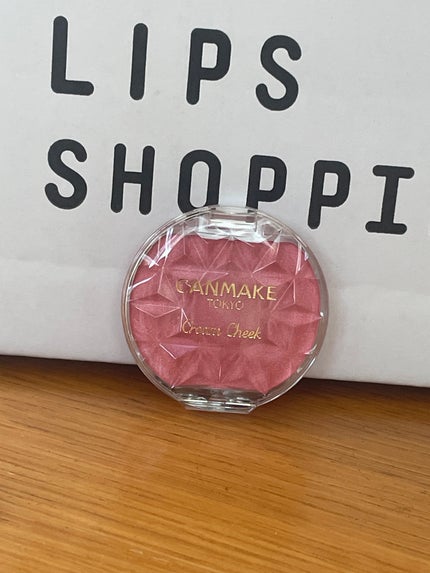 LIPS
SHOPPI
CANMAKE
TOKYO
Cream Cheek